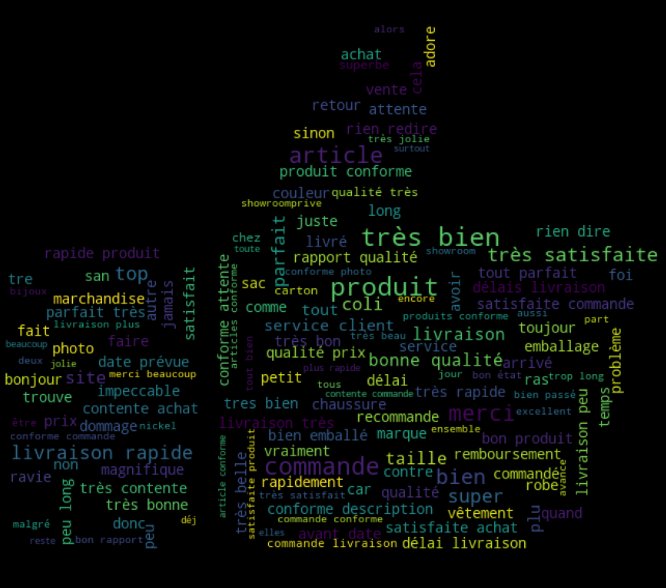 alors
adore
achat
superbe
cela
vente
retour
attente
sinon
rien redire
très jolie
surtout
article
produit conforme
couleur
qualité très
showroomprive
long
juste
parfait
chez
livré
très bien
rien dire
toute
rapport qualité
showroom
très satisfaite
rapide produit
tre
san
top
satisfait
conforme attente
articles conforme
conforme photo
tout parfait
foi
bijoux
autre
jamais
sac
carton
produit
encore
avoir
délais livraison
marchandise
parfait très
comme
tout
coli
produits conforme
aussi
satisfaite commande
part
livraison plus
fait
service client
livraison
toujour
problème
beaucoup
photo
faire
tout bien
très bon
très beau
service
emballage
deux
jolie
date prévue
qualité prix
bonne qualité
arrivé
bonjour
site
merci beaucoup
plus rapide
petit
tous
délai
jour
bon état
ras
trop long
trouve
impeccable
contente commande
très rapide
bien passé
livraison peu
temps
contente achat
tres bien
chaussure
merci
excellent
être
prix
dommage
nickel
livraison très
recommande
conforme commande
article conforme
satisfaite produit
bien emballé
marque
ensemble
bon produit
livraison rapide
vraiment
taille
remboursement
non
magnifique
très belle
commande
contre
bien
commandé
avance
ravie
rapidement
car
qualité
robe
peu long
très contente
très satisfait
super
très bonne
conforme description
vêtement
plu
quand
malgré
donc
peu
déj
commande conforme
satisfaite achat
reste
bon rapport
elles
avant date
commande livraison
délai livraison